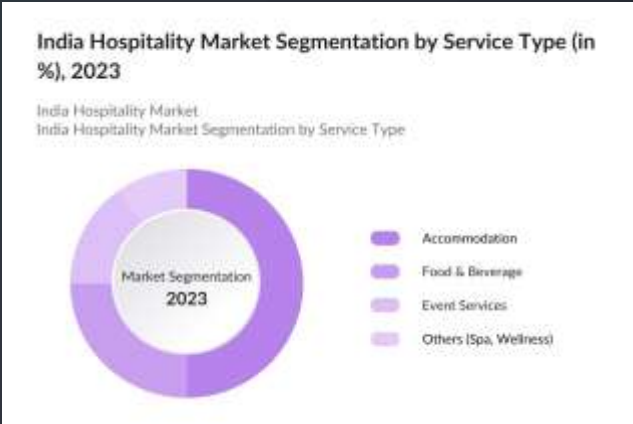 India Hospitality Market Segmentation by Service Type (in
%), 2023
India Hospitality Market
India Hospitality Market Segmentation by Service Type
Market Segmentation
2023
Accommodation
Food & Beverage
Event Services
Others (Spa, Wellness)